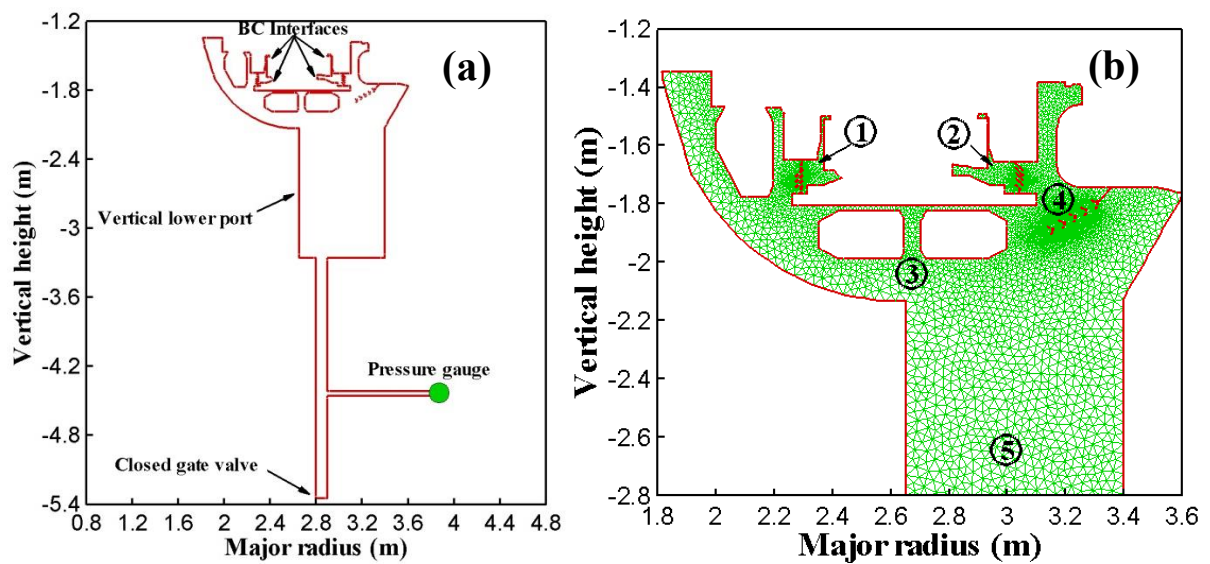 (a)
BC Interfaces
Vertical lower port
Pressure gauge
Closed gate valve
Vertical height (m)
-1.2
-1.8
-2.4
-3
-3.6
-4.2
-4.8
-5.4
0.8 1.2 1.6 2 2.4 2.8 3.2 3.6 4 4.4 4.8
Major radius (m)
(b)
1
2
3
4
5
Vertical height (m)
-1.2
-1.4
-1.6
-1.8
-2
-2.2
-2.4
-2.6
-2.8
1.8 2 2.2 2.4 2.6 2.8 3 3.2 3.4 3.6
Major radius (m)